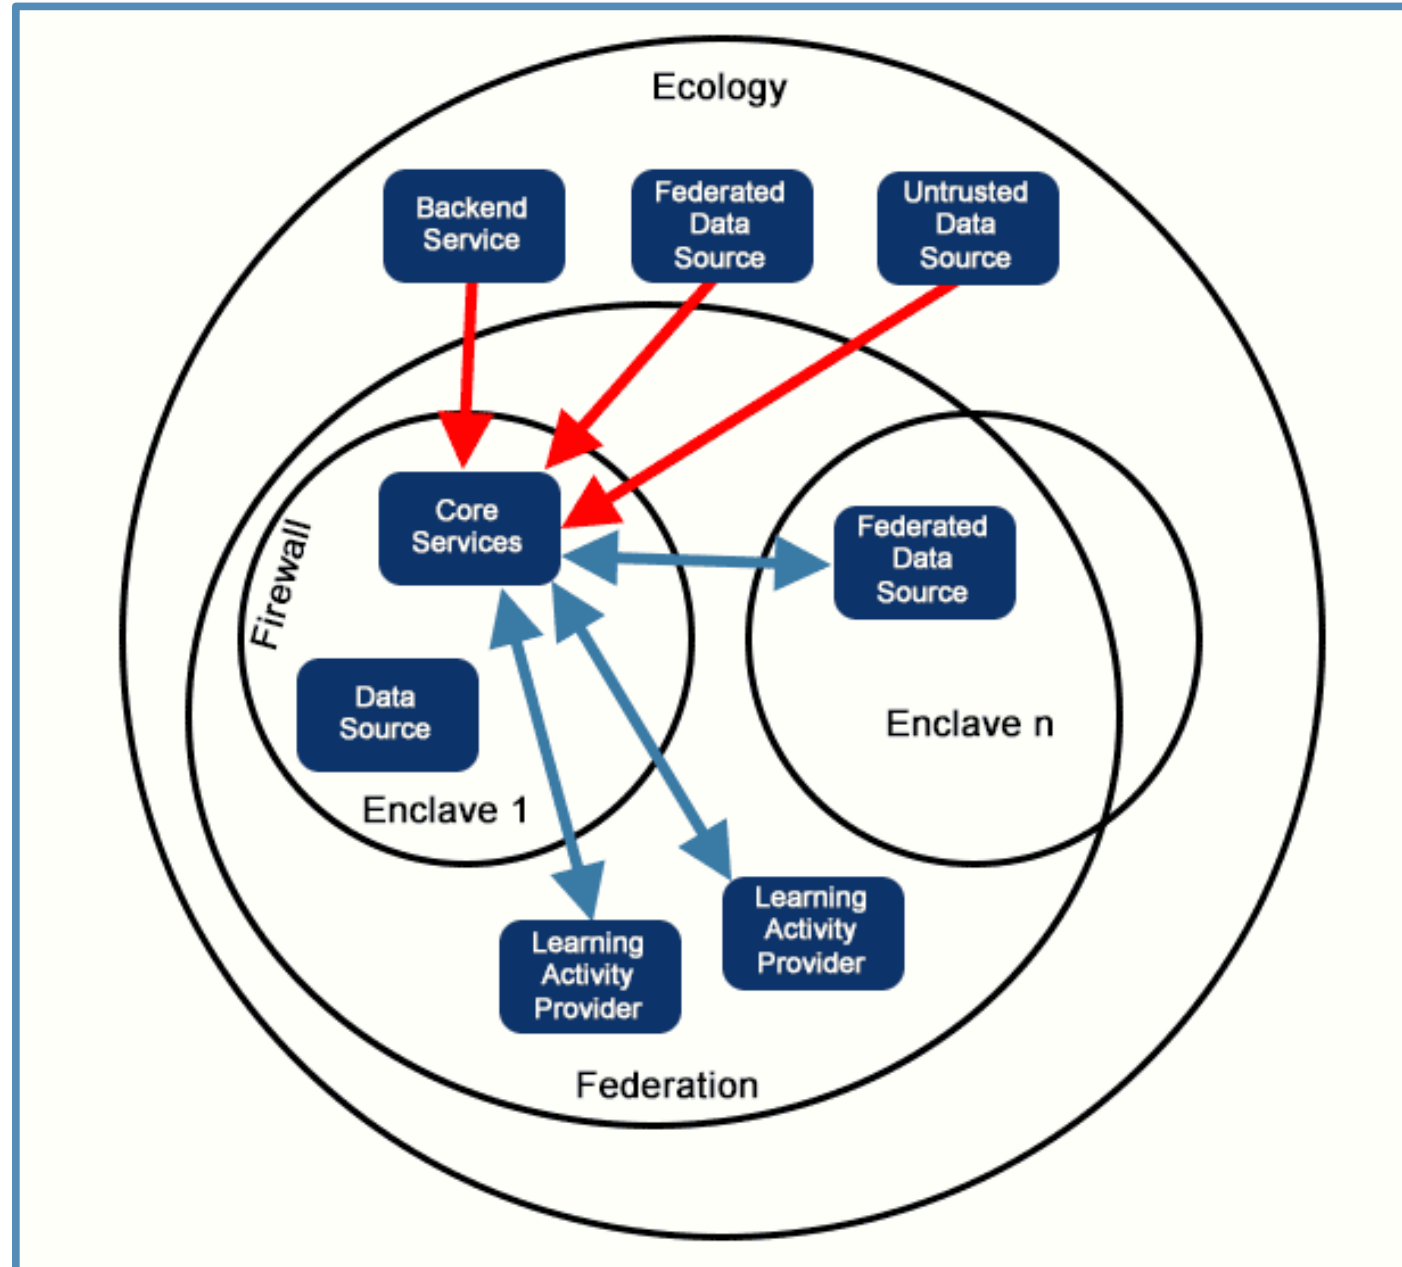 Ecology
Backend
Service
Federated
Data
Source
Untrusted
Data
Source
Firewall
Core
Services
Federated
Data
Source
Data
Source
Enclave n
Enclave 1
Learning
Activity
Provider
Learning
Activity
Provider
Federation